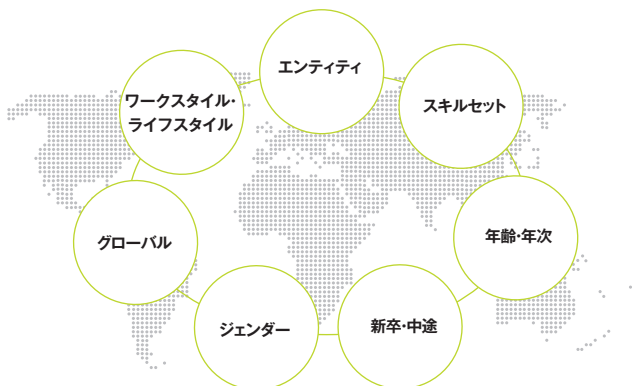 エンティティ
スキルセット
年齢・年次
新卒・中途
ジェンダー
グローバル
ワークスタイル・
ライフスタイル